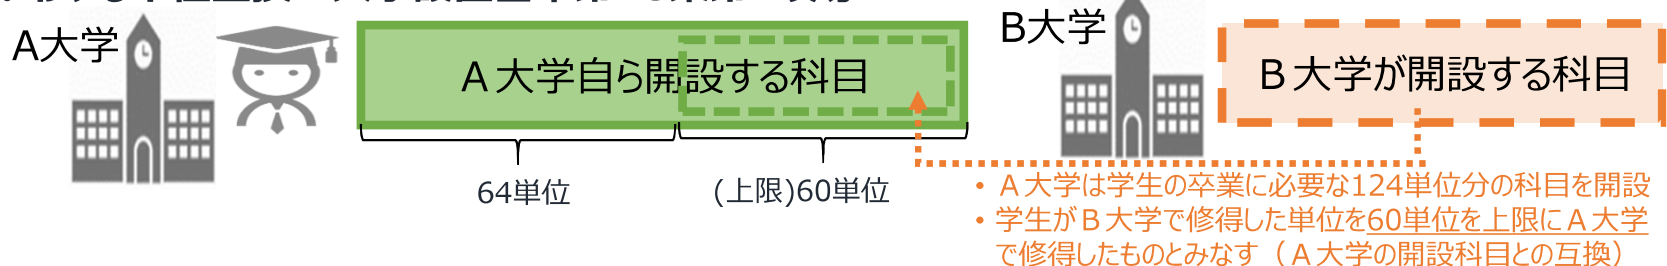 A大学
A大学自ら開設する科目
64単位
(上限)60単位
B大学
B大学が開設する科目
• A大学は学生の卒業に必要な124単位分の科目を開設
• 学生がB大学で修得した単位を60単位を上限にA大学
で修得したものとみなす（A大学の開設科目との互換）